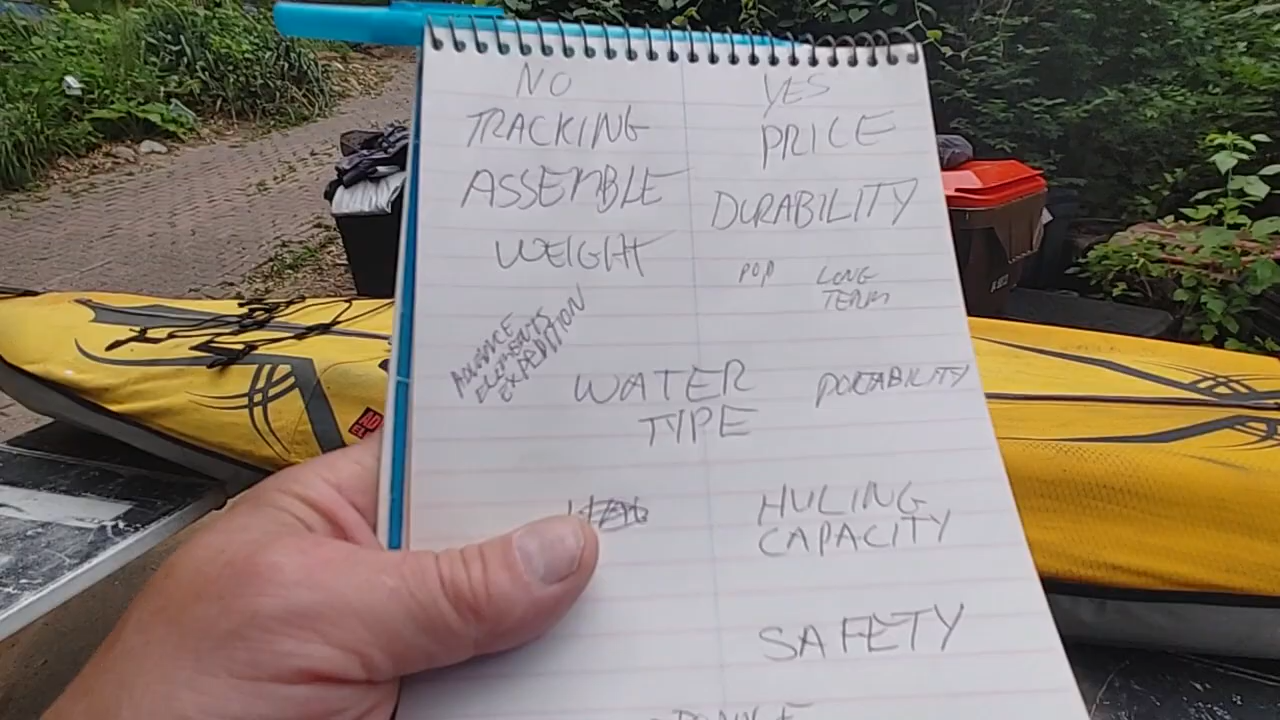 NO
YES
TRACKING
PRICE
ASSEMBLE
DURABILITY
WEIGHT
POP
LONG
TERM
ADVANCE
ELEMENTS
EXPEDITION
WATER
TYPE
PORTABILITY
HULING
CAPACITY
SAFETY